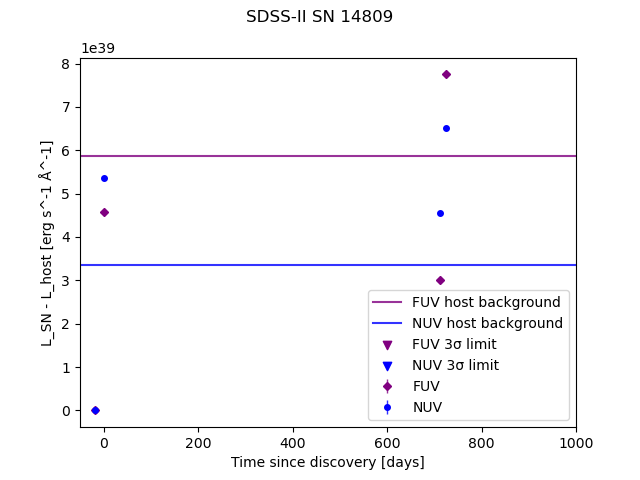 SDSS-II SN 14809
1e39
8
7
6
5
4
3
2
1
0
L_SN - L_host [erg s^-1 Å^-1]
FUV host background
NUV host background
FUV 3σ limit
NUV 3σ limit
FUV
NUV
0 200 400 600 800 1000
Time since discovery [days]